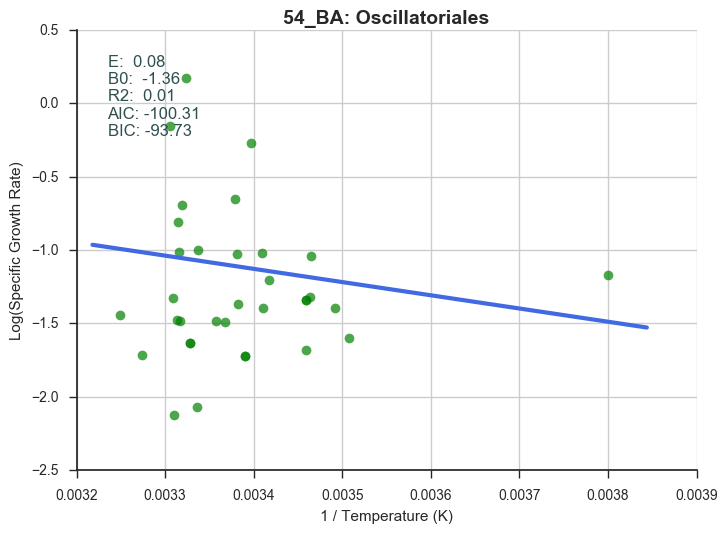 54_BA: Oscillatoriales
E: 0.08
B0: -1.36
R2: 0.01
AIC: -100.31
BIC: -93.73
Log(Specific Growth Rate)
0.5
0.0
−0.5
−1.0
−1.5
−2.0
−2.5
0.0032 0.0033 0.0034 0.0035 0.0036 0.0037 0.0038 0.0039
1 / Temperature (K)